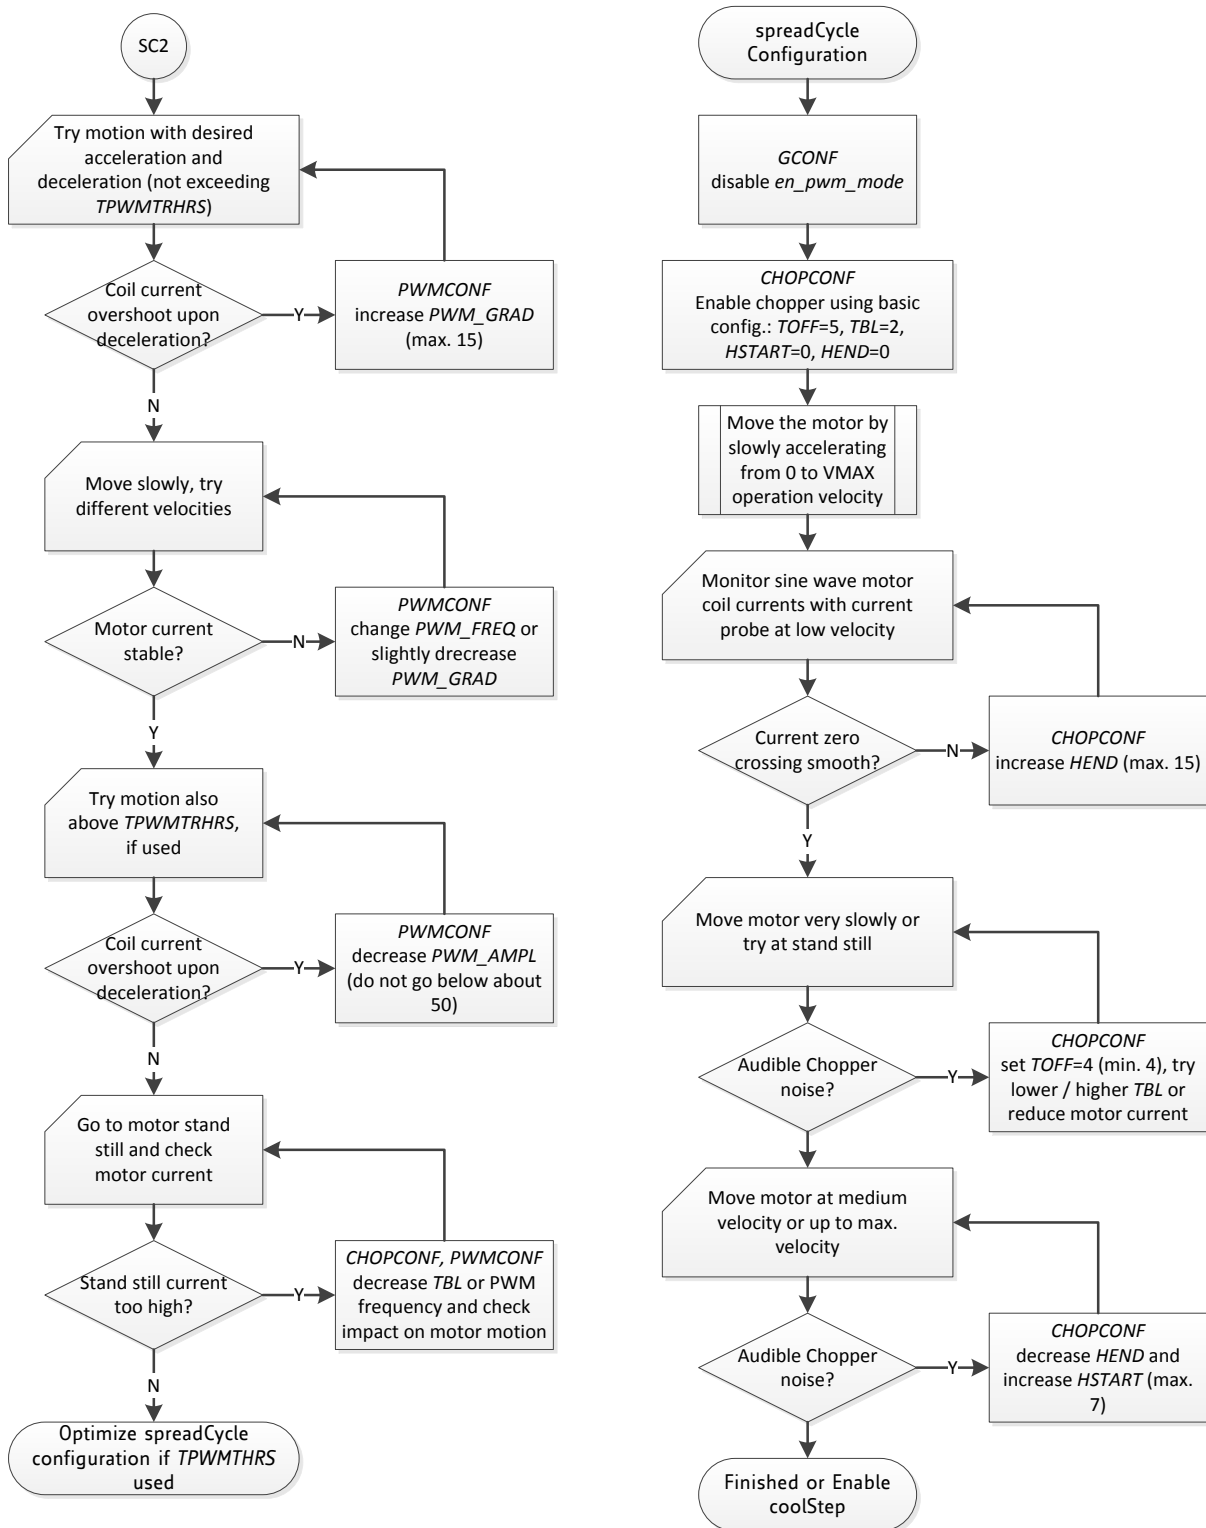 SC2
Try motion with desired
acceleration and
deceleration (not exceeding
TPWMTRHRS)
Coil current
overshoot upon
deceleration?
Y
PWMCONF
increase PWM_GRAD
(max. 15)
N
Move slowly, try
different velocities
Motor current
stable?
N
PWMCONF
change PWM_FREQ or
slightly drecrease
PWM_GRAD
Y
Try motion also
above TPWMTRHRS,
if used
Coil current
overshoot upon
deceleration?
Y
PWMCONF
decrease PWM_AMPL
(do not go below about
50)
N
Go to motor stand
still and check
motor current
Stand still current
too high?
Y
CHOPCONF, PWMCONF
decrease TBL or PWM
frequency and check
impact on motor motion
N
Optimize spreadCycle
configuration if TPWMTHRS
used
spreadCycle
Configuration
GCONF
disable en_pwm_mode
CHOPCONF
Enable chopper using basic
config.: TOFF=5, TBL=2,
HSTART=0, HEND=0
Move the motor by
slowly accelerating
from 0 to VMAX
operation velocity
Monitor sine wave motor
coil currents with current
probe at low velocity
Current zero
crossing smooth?
N
CHOPCONF
increase HEND (max. 15)
Y
Move motor very slowly or
try at stand still
Audible Chopper
noise?
Y
CHOPCONF
set TOFF=4 (min. 4), try
lower / higher TBL or
reduce motor current
Move motor at medium
velocity or up to max.
velocity
Audible Chopper
noise?
Y
CHOPCONF
decrease HEND and
increase HSTART (max.
7)
Finished or Enable
coolStep